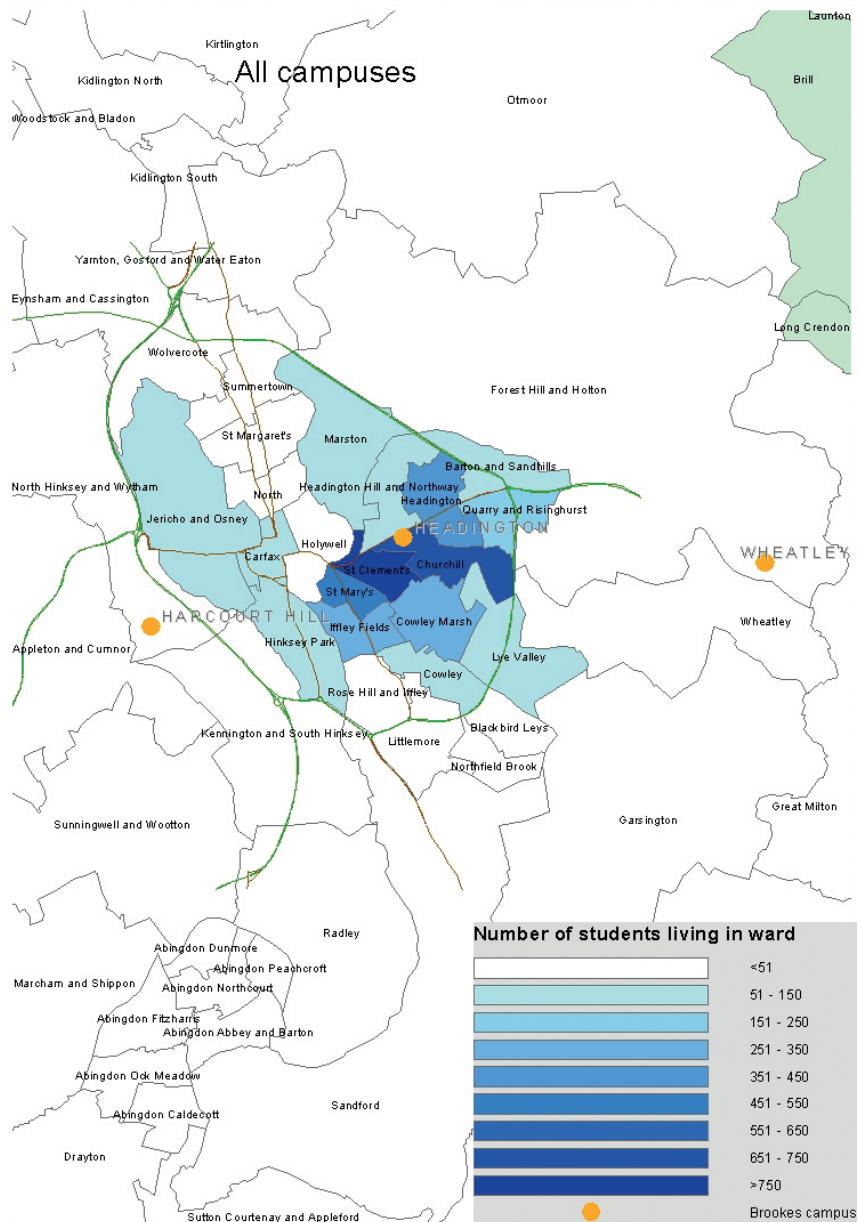 Launton
Kirtlington
All campuses
Kidlington North
Brill
Otmoor
Woodstock and Bladon
Kidlington South
Yarnton, Gosford and Water Eaton
Eynsham and Cassington
Long Crendon
Wolvercote
Summertown
Forest Hill and Holton
St Margaret's
Marston
Barton and Sandhills
North Hinksey and Wytham
Headington Hill and Northway
North
Headington
Quarry and Risinghurst
Jericho and Osney
HEADINGTON
Holywell
Carfax
WHEATLEY
St Clement's
Churchill
St Mary's
HARCOURT HILL
Iffley Fields
Cowley Marsh
Wheatley
Hinksey Park
Appleton and Cumnor
Lye Valley
Cowley
Rose Hill and Iffley
Blackbird Leys
Kennington and South Hinksey
Littlemore
Northfield Brook
Great Milton
Sunningwell and Wootton
Garsington
Radley
Abingdon Dunmore
Abingdon Peachcroft
Marcham and Shippon
Abingdon Northcourt
Abingdon Fitzharris
Abingdon Abbey and Barton
Abingdon Ock Meadow
Sandford
Abingdon Caldecott
Drayton
Sutton Courtenay and Appleford
Number of students living in ward
<51
51 - 150
151 - 250
251 - 350
351 - 450
451 - 550
551 - 650
651 - 750
>750
Brookes campus